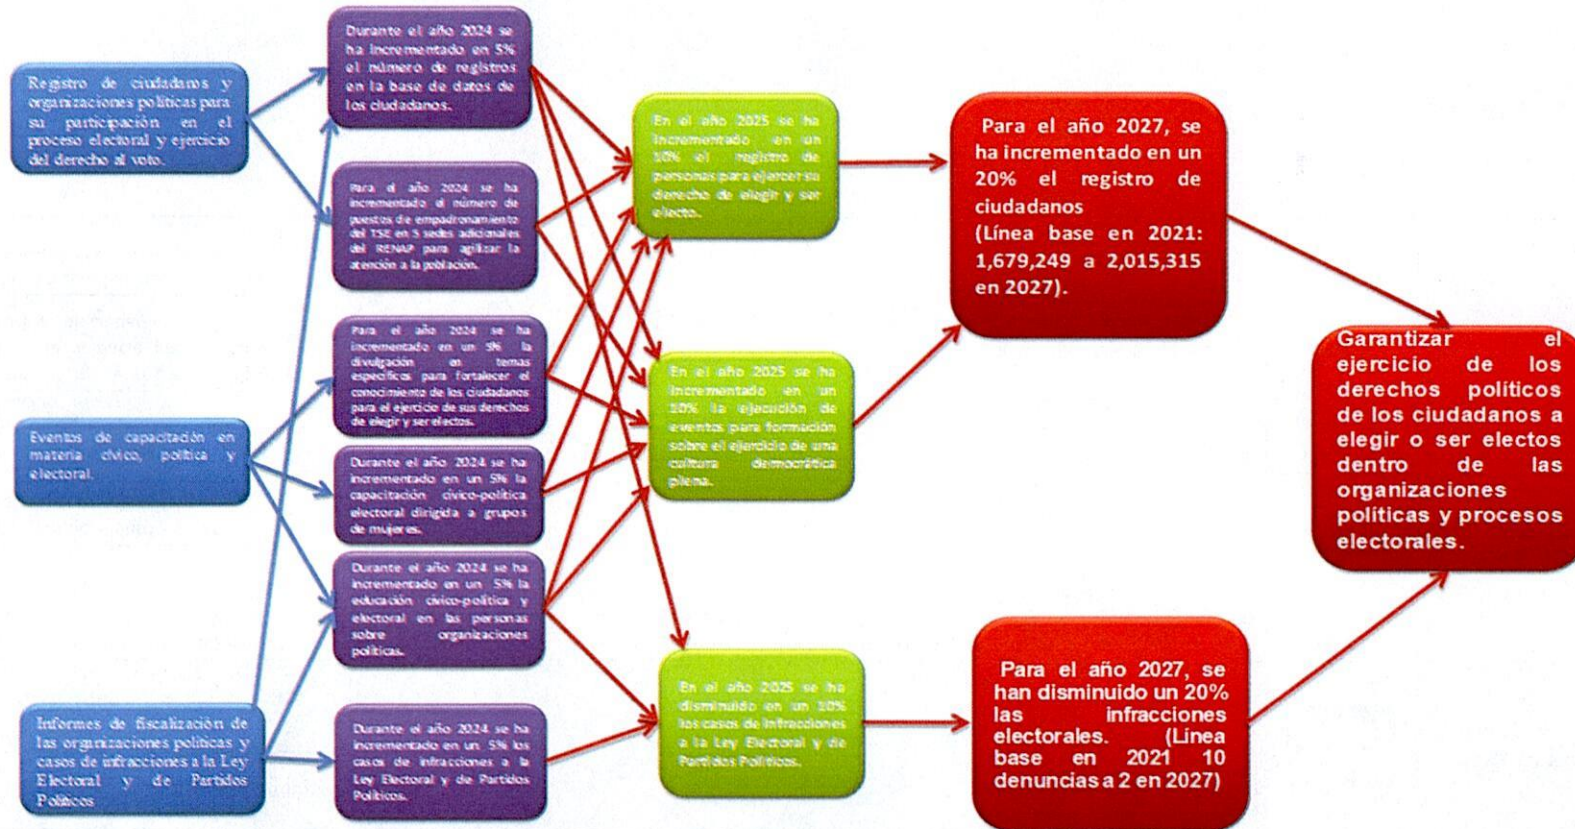 Registro de ciudadanos y
organizaciones políticas para
su participación en el
proceso electoral y ejercicio
del derecho al voto.
Eventos de capacitación en
materia cívico, política y
electoral.
Informes de fiscalización de
las organizaciones políticas y
casos de infracciones a la Ley
Electoral y de Partidos
Políticos
Durante el año 2024 se
ha incrementado en 5%
el número de registros
en la base de datos de
los ciudadanos.
Para el año 2024 se ha
incrementado el número de
puestos de empadronamiento
del TSE en 5 sedes adicionales
del RENAP para agilizar la
atención a la población.
Para el año 2024 se ha
incrementado en un 5% la
divulgación en temas
específicos para fortalecer el
conocimiento de los ciudadanos
para el ejercicio de sus derechos
de elegir y ser electos.
Durante el año 2024 se ha
incrementado en un 5% la
capacitación cívico-política
electoral dirigida a grupos
de mujeres.
Durante el año 2024 se ha
incrementado en un 5% la
educación cívico-política y
electoral en las personas
sobre organizaciones
políticas.
Durante el año 2024 se ha
incrementado en un 5% los
casos de infracciones a la
Ley Electoral y de Partidos
Políticos.
En el año 2025 se ha
incrementado en un
10% el registro de
personas para ejercer su
derecho de elegir y ser
electo.
En el año 2025 se ha
incrementado en un
10% la ejecución de
eventos para formación
sobre el ejercicio de una
cultura democrática
plena.
En el año 2025 se ha
disminuido en un 10%
los casos de infracciones
a la Ley Electoral y de
Partidos Políticos.
Para el año 2027, se
ha incrementado en un
20% el registro de
ciudadanos
(Línea base en 2021:
1,679,249 a 2,015,315
en 2027).
Para el año 2027, se
han disminuido un 20%
las infracciones
electorales. (Línea
base en 2021 10
denuncias a 2 en 2027)
Garantizar el
ejercicio de los
derechos políticos
de los ciudadanos a
elegir o ser electos
dentro de las
organizaciones
políticas y procesos
electorales.